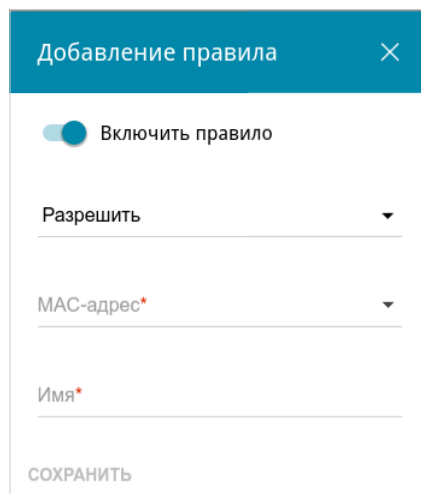 Добавление правила
Включить правило
Разрешить
MAC-адрес*
Имя*
СОХРАНИТЬ